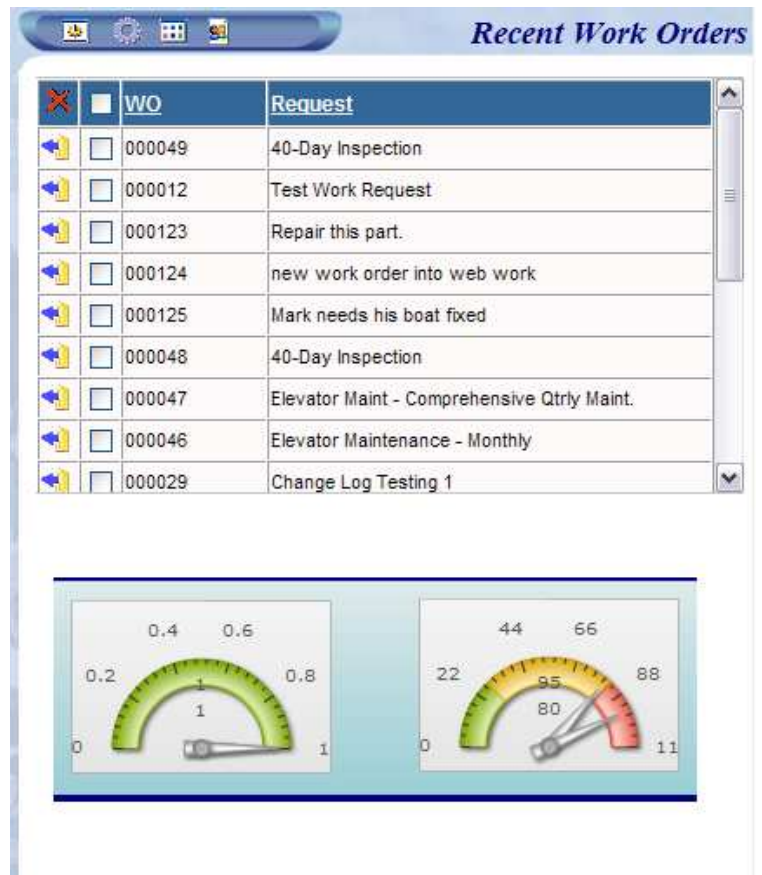 Recent Work Orders
WO Request
000049 40-Day Inspection
000012 Test Work Request
000123 Repair this part.
000124 new work order into web work
000125 Mark needs his boat fixed
000048 40-Day Inspection
000047 Elevator Maint - Comprehensive Qtrly Maint.
000046 Elevator Maintenance - Monthly
000029 Change Log Testing 1
0.4 0.6 44 66
0.2 0.8 22 88
1 95
1 80
0 1 0 11